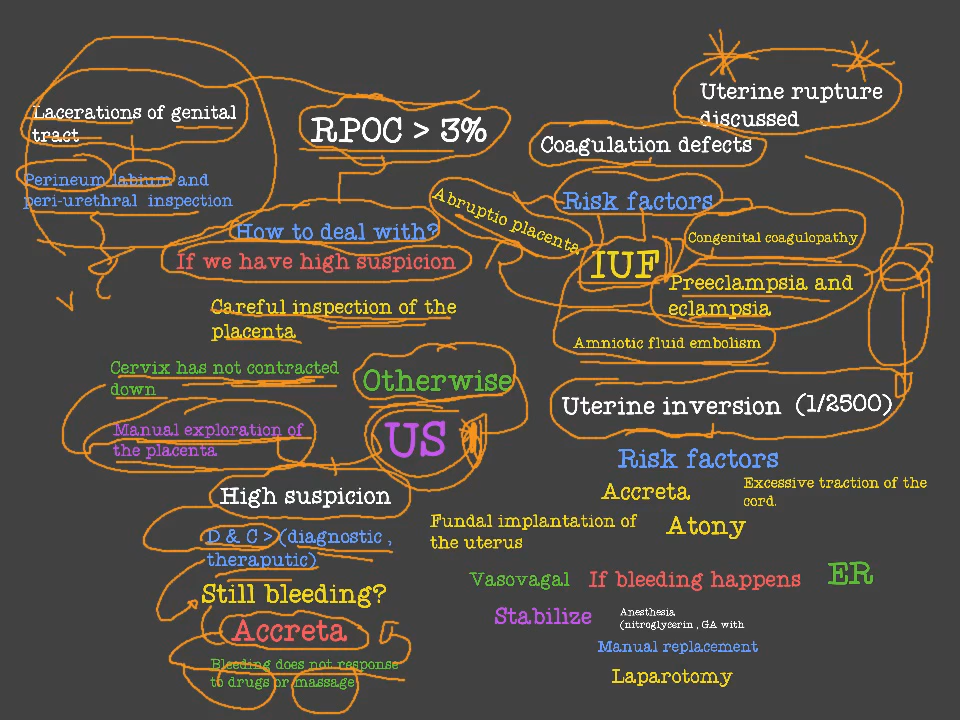 Lacerations of genital
tract
Perineum labium and
peri-urethral inspection
RPOC > 3%
How to deal with?
If we have high suspicion
Careful inspection of the
placenta
Cervix has not contracted
down
Manual exploration of
the placenta
Otherwise
US
High suspicion
D & C > (diagnostic ,
theraputic)
Still bleeding?
Accreta
Bleeding does not response
to drugs or massage
Uterine rupture
discussed
Coagulation defects
Risk factors
Abruptio placenta
IUF
Congenital coagulopathy
Preeclampsia and
eclampsia
Amniotic fluid embolism
Uterine inversion (1/2500)
Risk factors
Accreta
Excessive traction of the
cord.
Fundal implantation of
the uterus
Atony
Vasovagal
If bleeding happens
ER
Stabilize
Anesthesia
(nitroglycerin , GA with
Manual replacement
Laparotomy